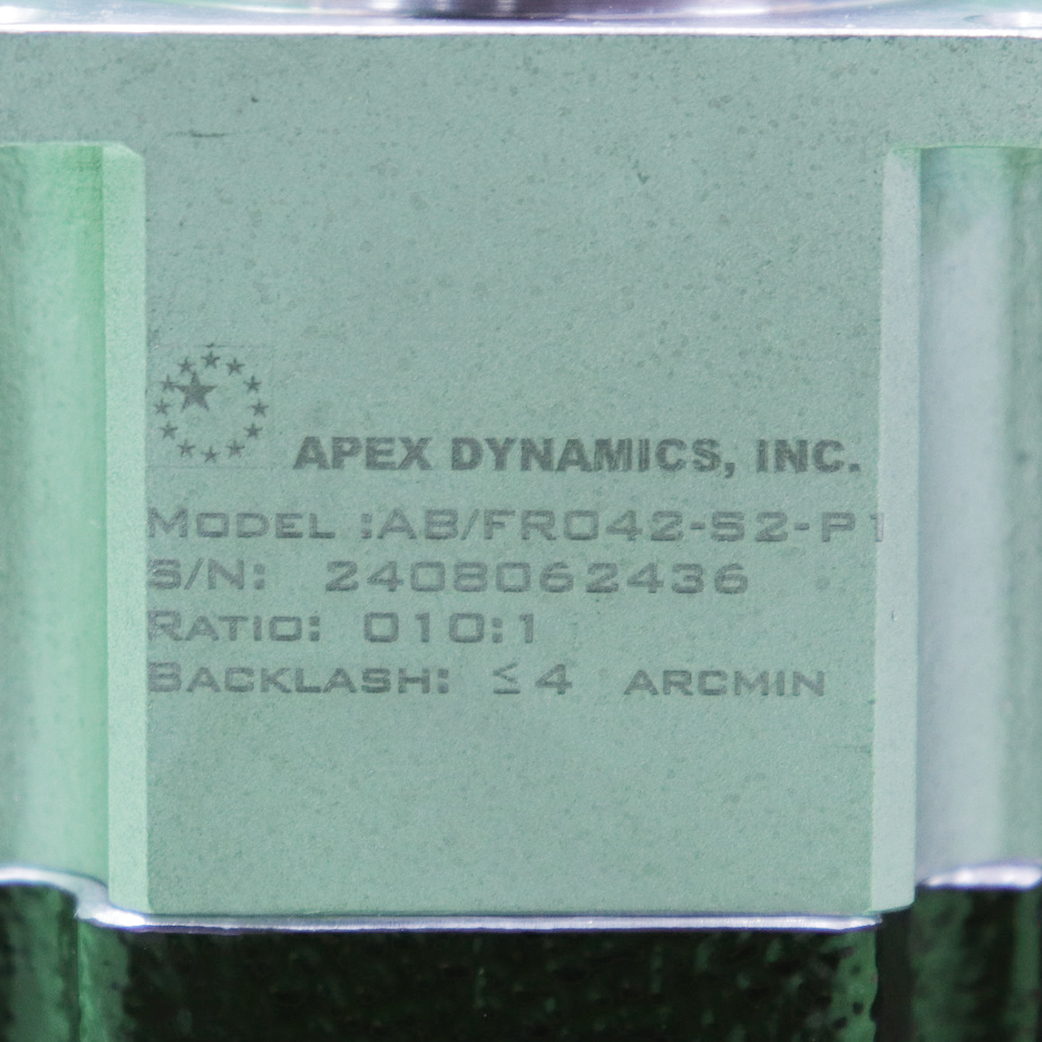 APEX DYNAMICS, INC.
MODEL :AB/FR042-S2-P1
S/N: 2408062436
RATIO: 010:1
BACKLASH: ≤4 ARCMIN